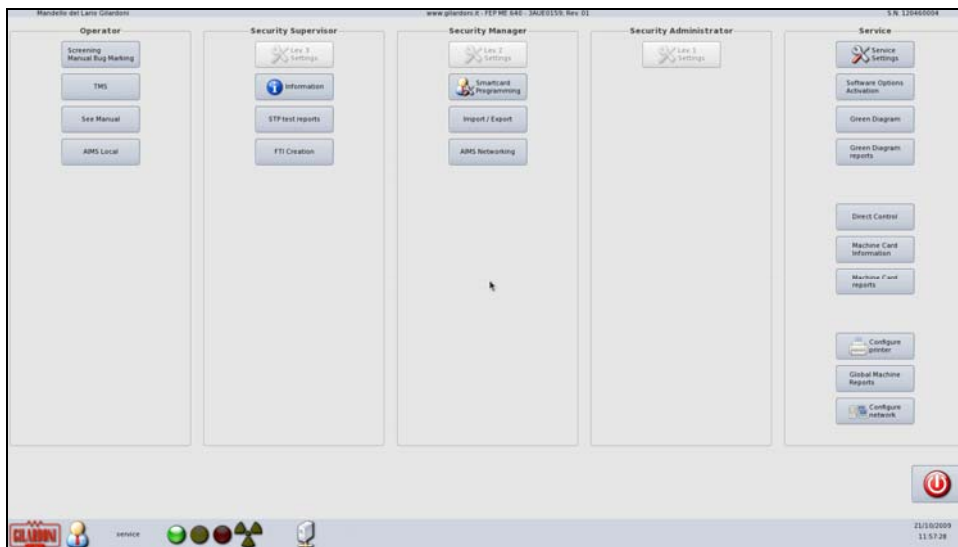 Mandello del Lario Gilardoni
www.gilardoni.it - FEP ME 640 - 3AUE0159; Rev 01
S.N. 120460004
Operator
Screening
Manual Bug Marking
TMS
See Manual
AIMS Local
Security Supervisor
Lev 3
Settings
Information
STP test reports
FTI Creation
Security Manager
Lev 2
Settings
Smartcard
Programming
Import / Export
AIMS Networking
Security Administrator
Lev 1
Settings
Service
Service
Settings
Software Options
Activation
Green Diagram
Green Diagram
reports
Direct Control
Machine Card
Information
Machine Card
reports
Configure
printer
Global Machine
Reports
Configure
network
GILARDONI
service
21/10/2009
11:57:28